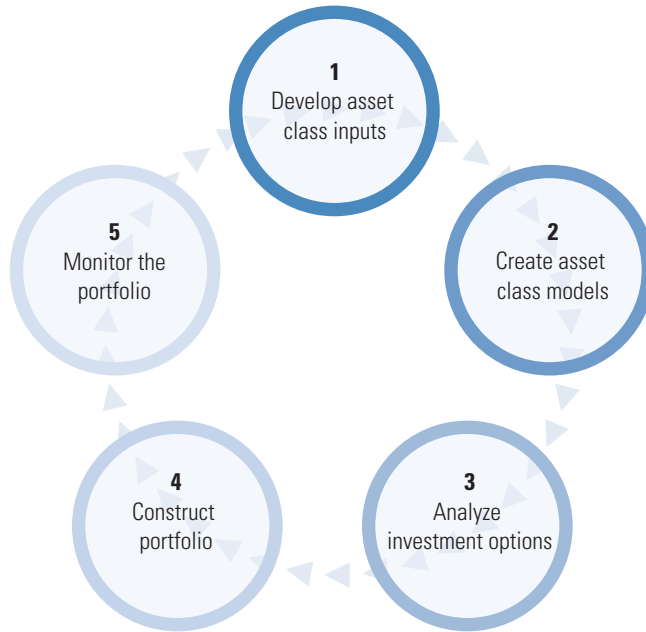 1
Develop asset
class inputs
2
Create asset
class models
3
Analyze
investment options
4
Construct
portfolio
5
Monitor the
portfolio